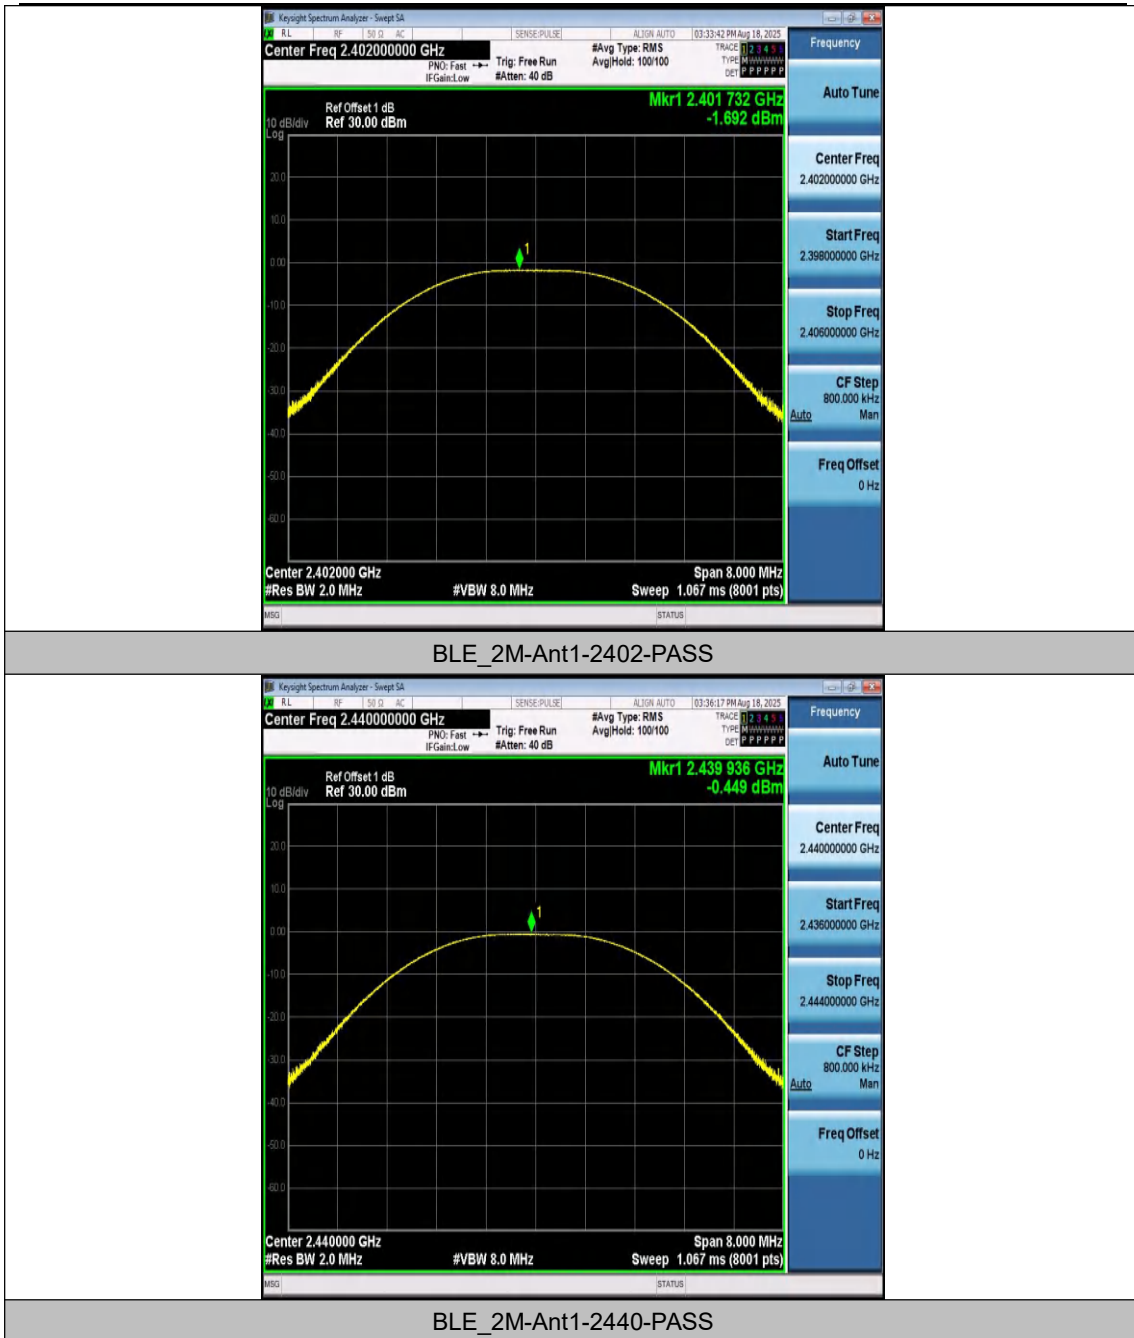 Keysight Spectrum Analyzer - Swept SA
RL RF 50 Ω AC SENSE:PULSE ALIGN AUTO 03:33:42 PM Aug 18, 2025
Center Freq 2.402000000 GHz #Avg Type: RMS TRACE 1 2 3 4 5 6 Frequency
PNO: Fast Trig: Free Run Avg|Hold: 100/100 TYPE M WWWWW
IFGain:Low #Atten: 40 dB DET P P P P P P
Auto Tune
Mkr1 2.401 732 GHz
Ref Offset 1 dB -1.692 dBm
10 dB/div Ref 30.00 dBm
Log
Center Freq
2.402000000 GHz
20.0
10.0
Start Freq
2.398000000 GHz
1
0.00
-10.0
Stop Freq
2.406000000 GHz
-20.0
-30.0
CF Step
800.000 kHz
Auto Man
-40.0
Freq Offset
0 Hz
-50.0
-60.0
Center 2.402000 GHz Span 8.000 MHz
#Res BW 2.0 MHz #VBW 8.0 MHz Sweep 1.067 ms (8001 pts)
MSG STATUS
BLE_2M-Ant1-2402-PASS
Keysight Spectrum Analyzer - Swept SA
RL RF 50 Ω AC SENSE:PULSE ALIGN AUTO 03:36:17 PM Aug 18, 2025
Center Freq 2.440000000 GHz #Avg Type: RMS TRACE 1 2 3 4 5 6 Frequency
PNO: Fast Trig: Free Run Avg|Hold: 100/100 TYPE M WWWWW
IFGain:Low #Atten: 40 dB DET P P P P P P
Auto Tune
Mkr1 2.439 936 GHz
Ref Offset 1 dB -0.449 dBm
10 dB/div Ref 30.00 dBm
Log
Center Freq
2.440000000 GHz
20.0
10.0
Start Freq
2.436000000 GHz
1
0.00
-10.0
Stop Freq
2.444000000 GHz
-20.0
-30.0
CF Step
800.000 kHz
Auto Man
-40.0
Freq Offset
0 Hz
-50.0
-60.0
Center 2.440000 GHz Span 8.000 MHz
#Res BW 2.0 MHz #VBW 8.0 MHz Sweep 1.067 ms (8001 pts)
MSG STATUS
BLE_2M-Ant1-2440-PASS